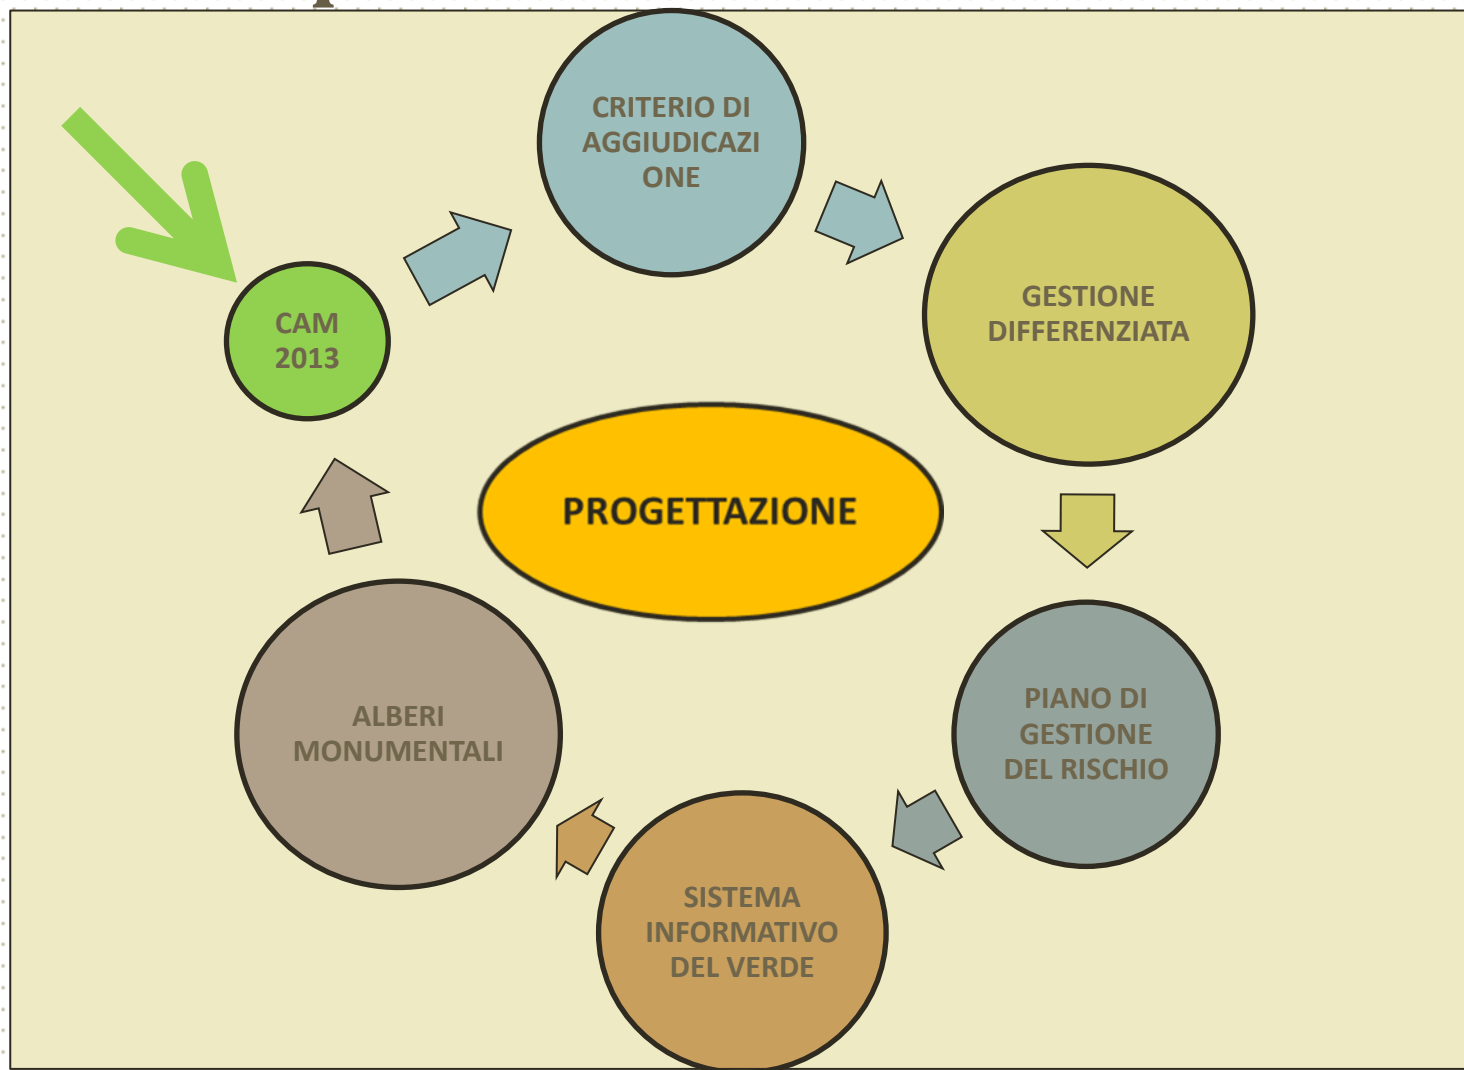 CRITERIO DI
AGGIUDICAZI
ONE
GESTIONE
DIFFERENZIATA
CAM
2013
PROGETTAZIONE
PIANO DI
GESTIONE
DEL RISCHIO
ALBERI
MONUMENTALI
SISTEMA
INFORMATIVO
DEL VERDE